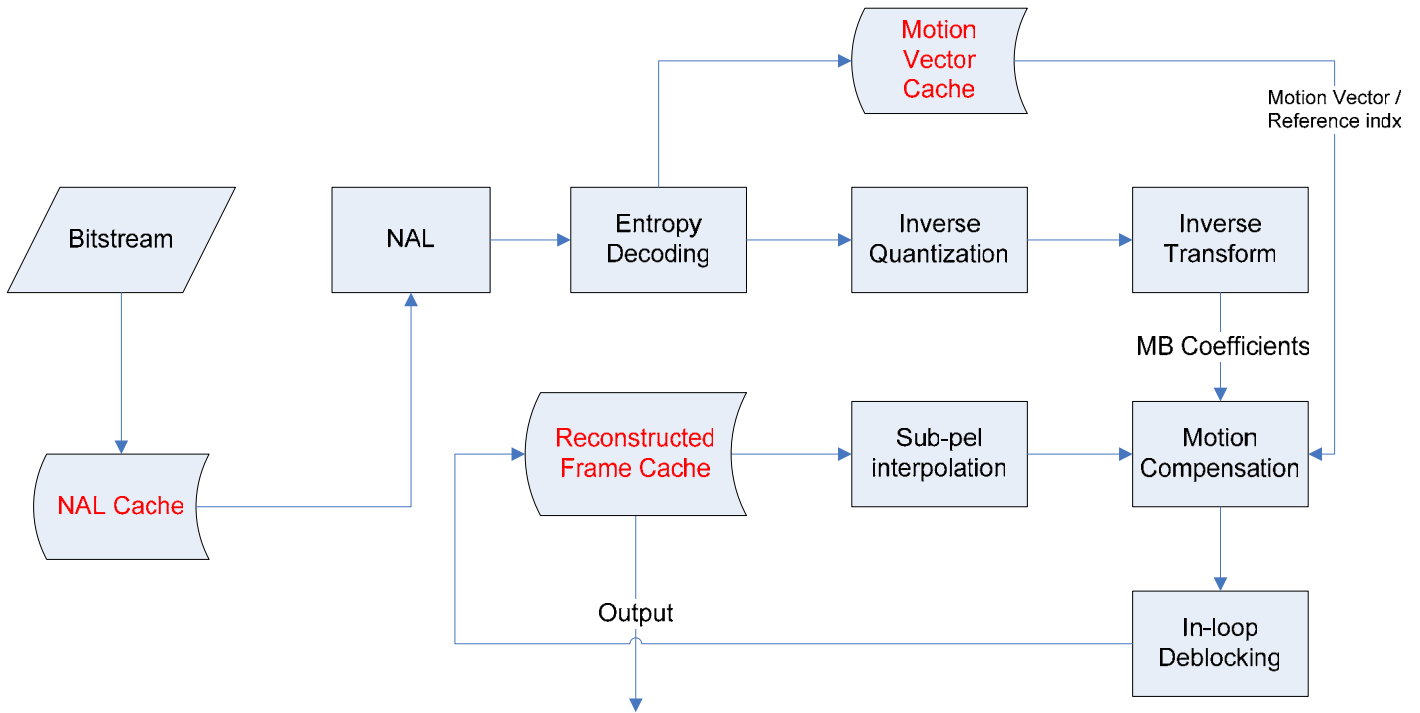 Motion
Vector
Cache
Motion Vector /
Reference indx
Bitstream
NAL
Entropy
Decoding
Inverse
Quantization
Inverse
Transform
MB Coefficients
NAL Cache
Reconstructed
Frame Cache
Sub-pel
interpolation
Motion
Compensation
Output
In-loop
Deblocking